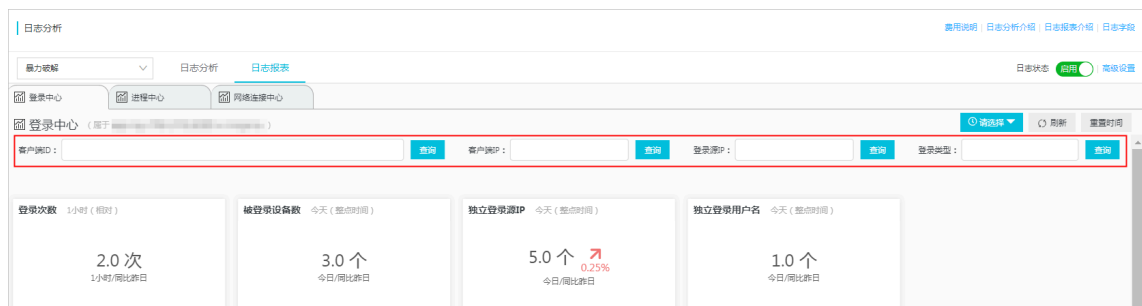 日志分析
费用说明 | 日志分析介绍 | 日志报表介绍 | 日志字段
暴力破解 日志分析 日志报表 日志状态 启用 | 高级设置
登录中心 进程中心 网络连接中心
登录中心 (属于 ) 请选择 刷新 重置时间
客户端ID: 查询 客户端IP: 查询 登录源IP: 查询 登录类型: 查询
登录次数 1小时(相对) 被登录设备数 今天(整点时间) 独立登录源IP 今天(整点时间) 独立登录用户名 今天(整点时间)
2.0 次 3.0 个 5.0 个 0.25% 1.0 个
1小时/同比昨日 今日/同比昨日 今日/同比昨日 今日/同比昨日